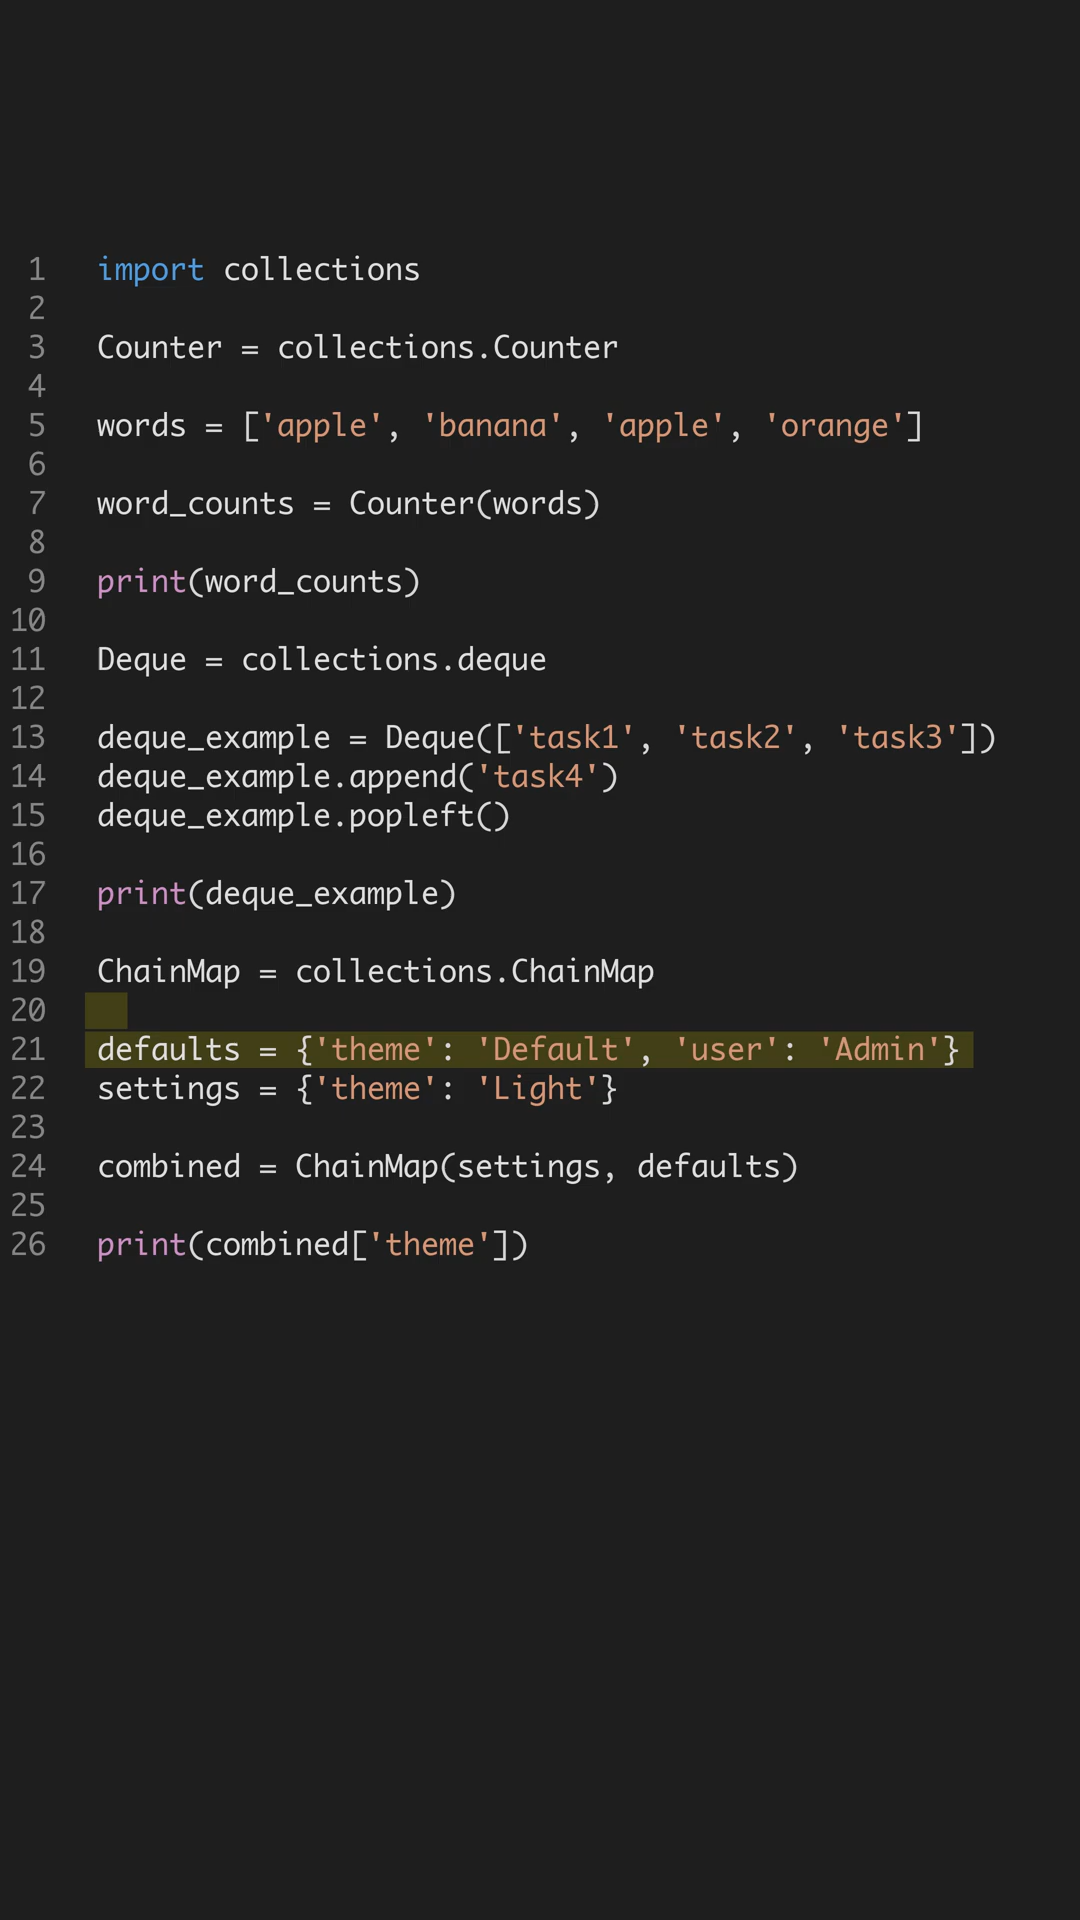 1 import collections
2
3 Counter = collections.Counter
4
5 words = ['apple', 'banana', 'apple', 'orange']
6
7 word_counts = Counter(words)
8
9 print(word_counts)
10
11 Deque = collections.deque
12
13 deque_example = Deque(['task1', 'task2', 'task3'])
14 deque_example.append('task4')
15 deque_example.popleft()
16
17 print(deque_example)
18
19 ChainMap = collections.ChainMap
20
21 defaults = {'theme': 'Default', 'user': 'Admin'}
22 settings = {'theme': 'Light'}
23
24 combined = ChainMap(settings, defaults)
25
26 print(combined['theme'])